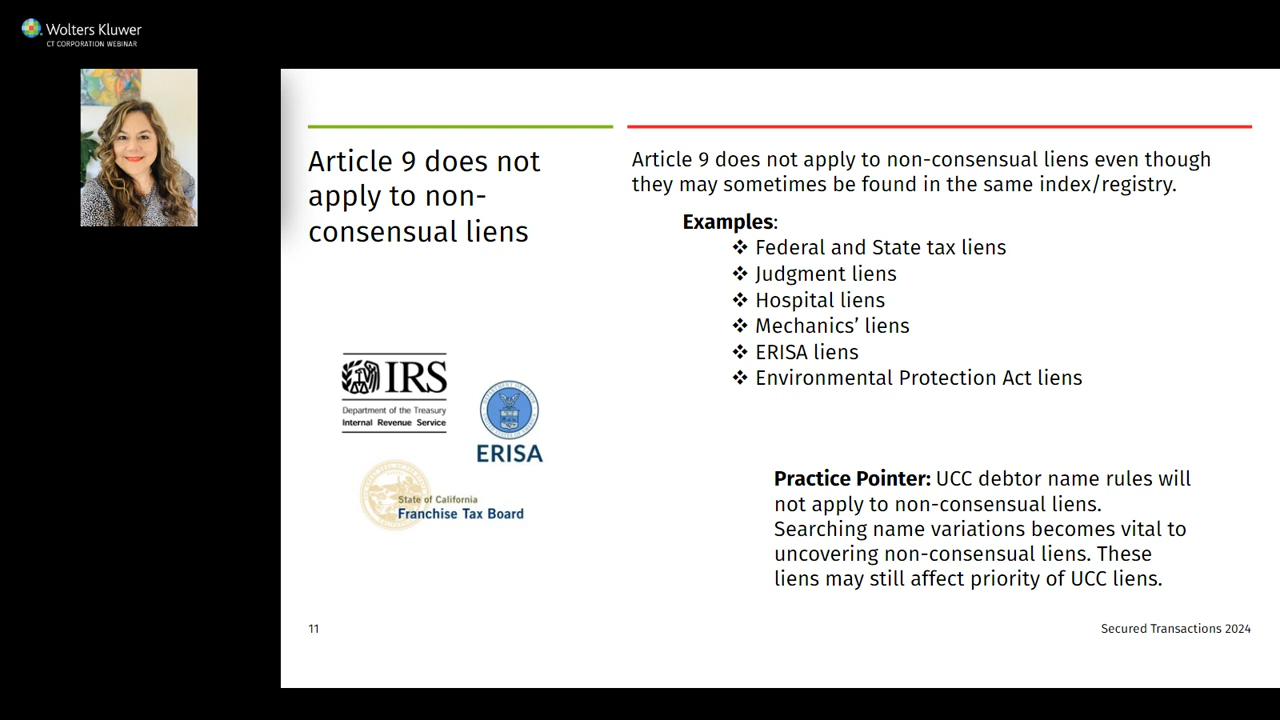 Wolters Kluwer
CT CORPORATION WEBINAR
Article 9 does not
apply to non-
consensual liens
IRS
Department of the Treasury
Internal Revenue Service
ERISA
State of California
Franchise Tax Board
Article 9 does not apply to non-consensual liens even though
they may sometimes be found in the same index/registry.
Examples:
❖ Federal and State tax liens
❖ Judgment liens
❖ Hospital liens
❖ Mechanics’ liens
❖ ERISA liens
❖ Environmental Protection Act liens
Practice Pointer: UCC debtor name rules will
not apply to non-consensual liens.
Searching name variations becomes vital to
uncovering non-consensual liens. These
liens may still affect priority of UCC liens.
11
Secured Transactions 2024